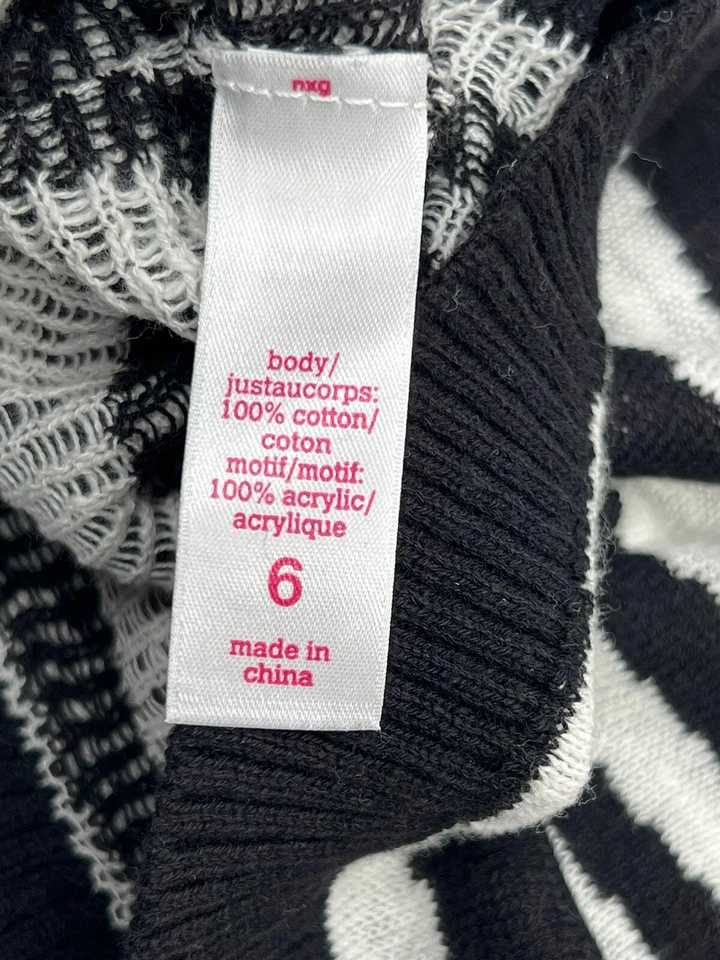 nxg
body/
justaucorps:
100% cotton/
coton
motif/motif:
100% acrylic/
acrylique
6
made in
china